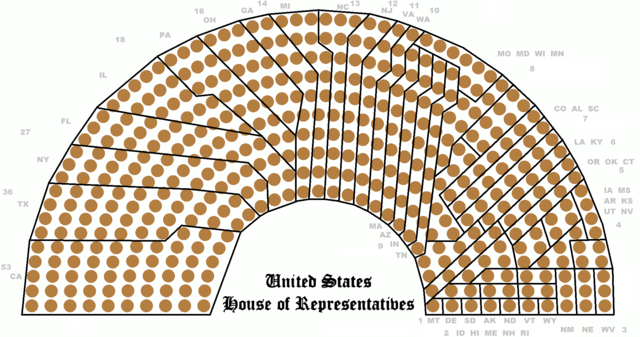 NC 13
MI
14
GA
16
OH
NJ 12
VA 11
WA 10
18
PA
MO MD WI MN
8
IL
CO AL SC
7
FL
27
LA KY 6
NY
OR OK CT
5
36
TX
IA MS
AR KS
UT NV
4
MA
AZ
9 IN
TN
53
CA
United States
House of Representatives
1 MT DE SD AK ND VT WY
2 ID HI ME NH RI
NM NE WV 3